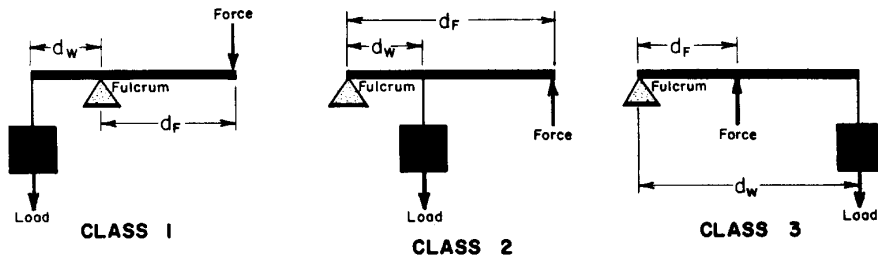 Force
dW
Fulcrum
dF
Load
CLASS 1
dF
dW
Fulcrum
Force
Load
CLASS 2
dF
Fulcrum
Force
dW
Load
CLASS 3